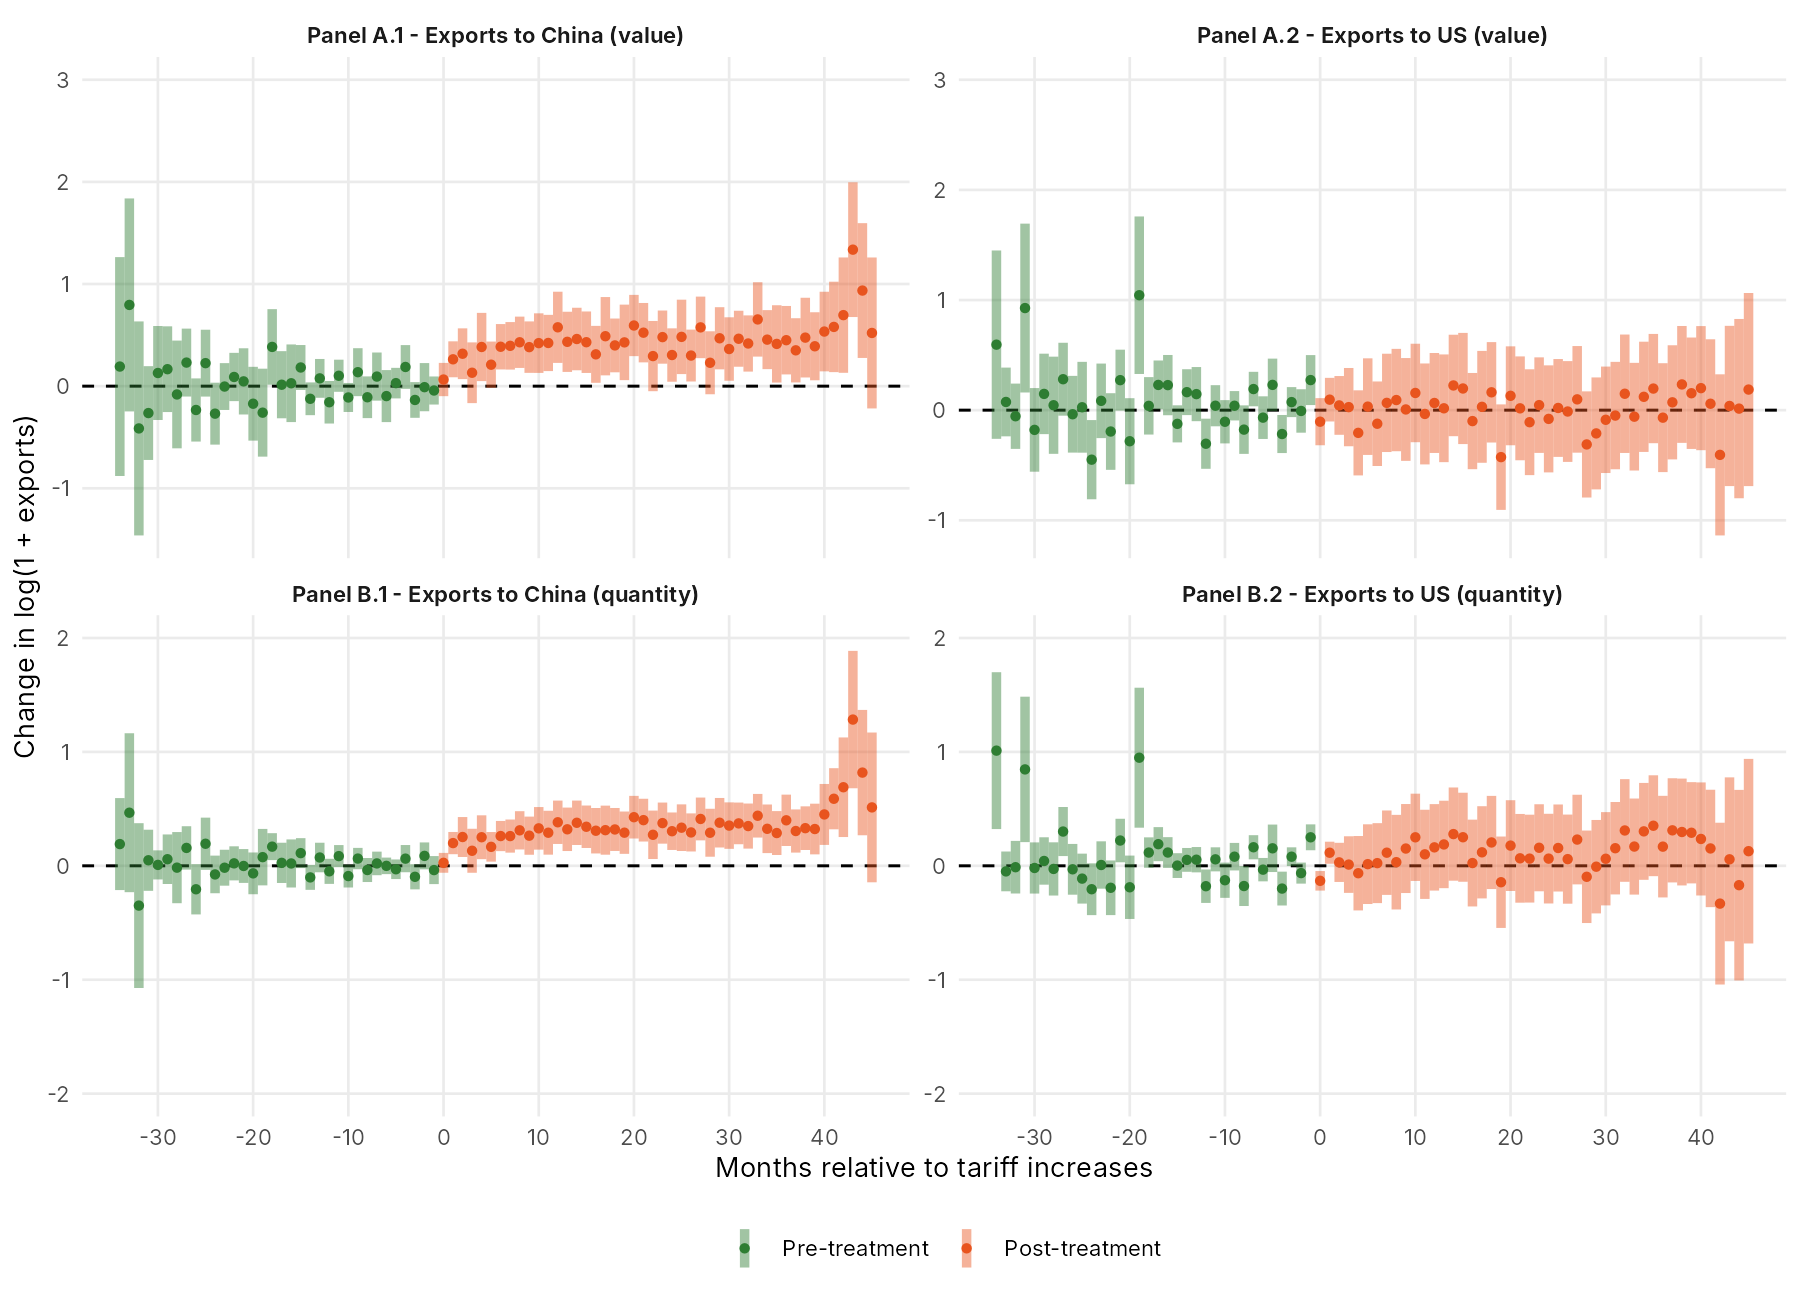 Panel A.1 - Exports to China (value)
Panel A.2 - Exports to US (value)
3
2
1
0
-1
3
2
1
0
-1
Change in log(1 + exports)
Panel B.1 - Exports to China (quantity)
Panel B.2 - Exports to US (quantity)
2
1
0
-1
-2
2
1
0
-1
-2
-30 -20 -10 0 10 20 30 40
-30 -20 -10 0 10 20 30 40
Months relative to tariff increases
Pre-treatment Post-treatment